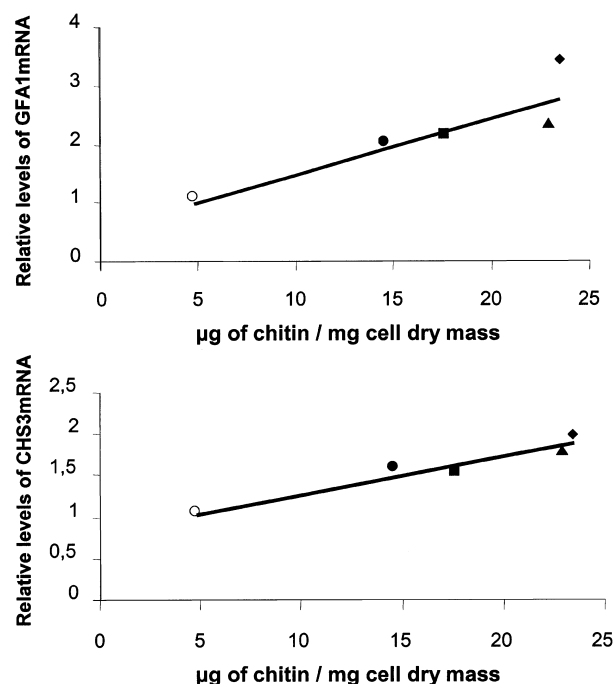 Relative levels of GFA1mRNA
4
3
2
1
0
0 5 10 15 20 25
µg of chitin / mg cell dry mass
Relative levels of CHS3mRNA
2,5
2
1,5
1
0,5
0
0 5 10 15 20 25
µg of chitin / mg cell dry mass